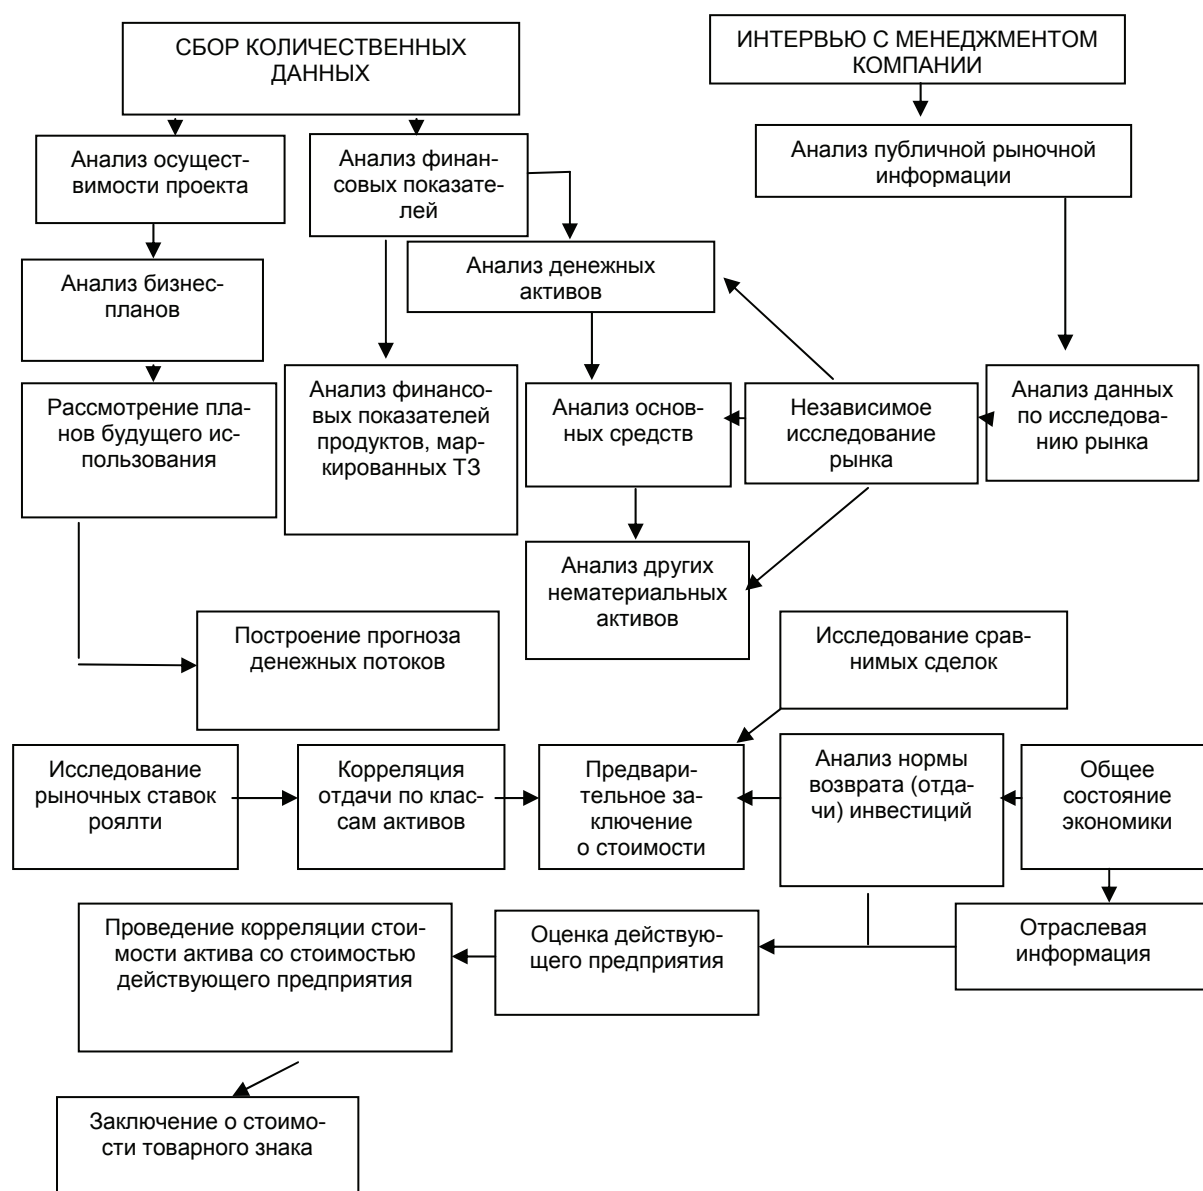 СБОР КОЛИЧЕСТВЕННЫХ
ДАННЫХ
ИНТЕРВЬЮ С МЕНЕДЖМЕНТОМ
КОМПАНИИ
Анализ осущест-
вимости проекта
Анализ финан-
совых показате-
лей
Анализ публичной рыночной
информации
Анализ бизнес-
планов
Анализ денежных
активов
Рассмотрение пла-
нов будущего ис-
пользования
Анализ финансо-
вых показателей
продуктов, мар-
кированных ТЗ
Анализ основ-
ных средств
Независимое
исследование
рынка
Анализ данных
по исследова-
нию рынка
Анализ других
нематериальных
активов
Построение прогноза
денежных потоков
Исследование срав-
нимых сделок
Исследование
рыночных ставок
роялти
Корреляция
отдачи по клас-
сам активов
Предвари-
тельное за-
ключение
о стоимости
Анализ нормы
возврата (отда-
чи) инвестиций
Общее
состояние
экономики
Проведение корреляции стои-
мости актива со стоимостью
действующего предприятия
Оценка действую-
щего предприятия
Отраслевая
информация
Заключение о стоимо-
сти товарного знака